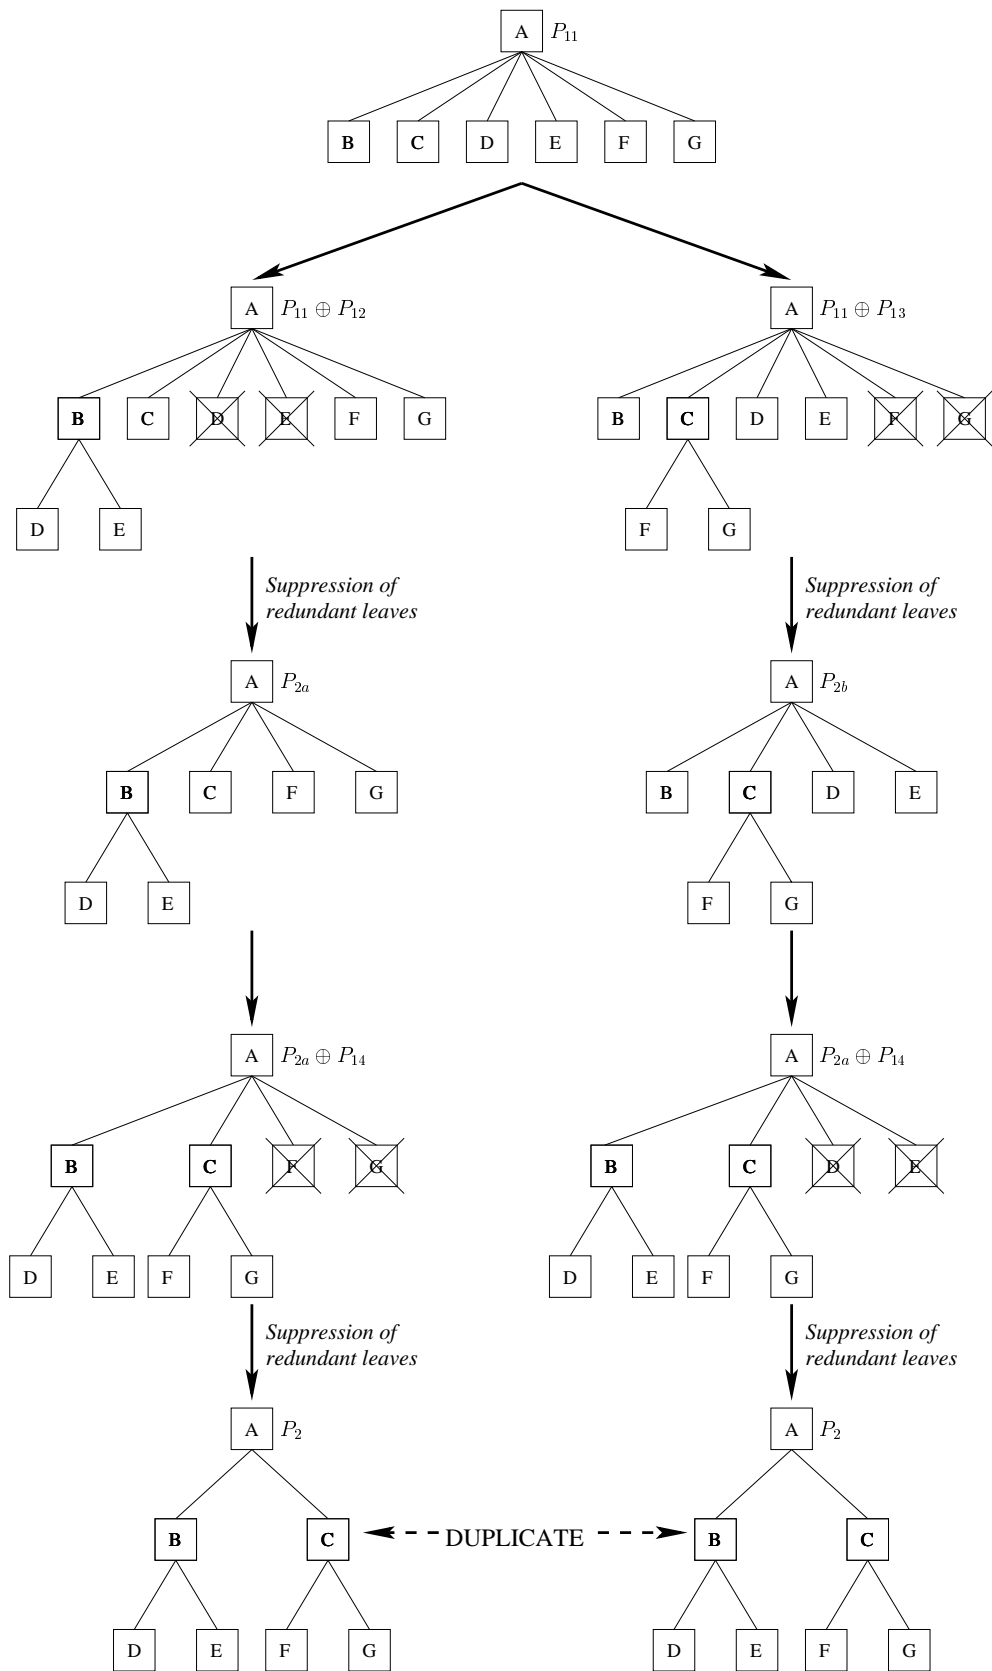 A P₁₁
B C D E F G
A P₁₁ ⊕ P₁₂ A P₁₁ ⊕ P₁₃
B C D E F G B C D E F G
D E F G
Suppression of
redundant leaves
Suppression of
redundant leaves
A P₂ₐ A P₂b
B C F G B C D E
D E F G
A P₂ₐ ⊕ P₁₄ A P₂ₐ ⊕ P₁₄
B C F G B C D E
D E F G D E F G
Suppression of
redundant leaves
Suppression of
redundant leaves
A P₂ A P₂
B C DUPLICATE B C
D E F G D E F G